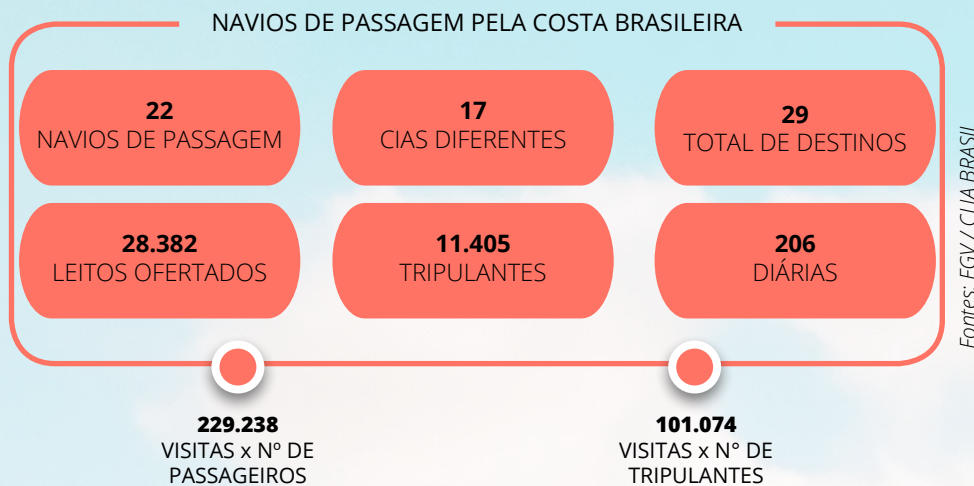 NAVIOS DE PASSAGEM PELA COSTA BRASILEIRA
22
NAVIOS DE PASSAGEM
17
CIAS DIFERENTES
29
TOTAL DE DESTINOS
28.382
LEITOS OFERTADOS
11.405
TRIPULANTES
206
DIÁRIAS
229.238
VISITAS x Nº DE
PASSAGEIROS
101.074
VISITAS x N° DE
TRIPULANTES
Fontes: FGV / CLIA BRASIL